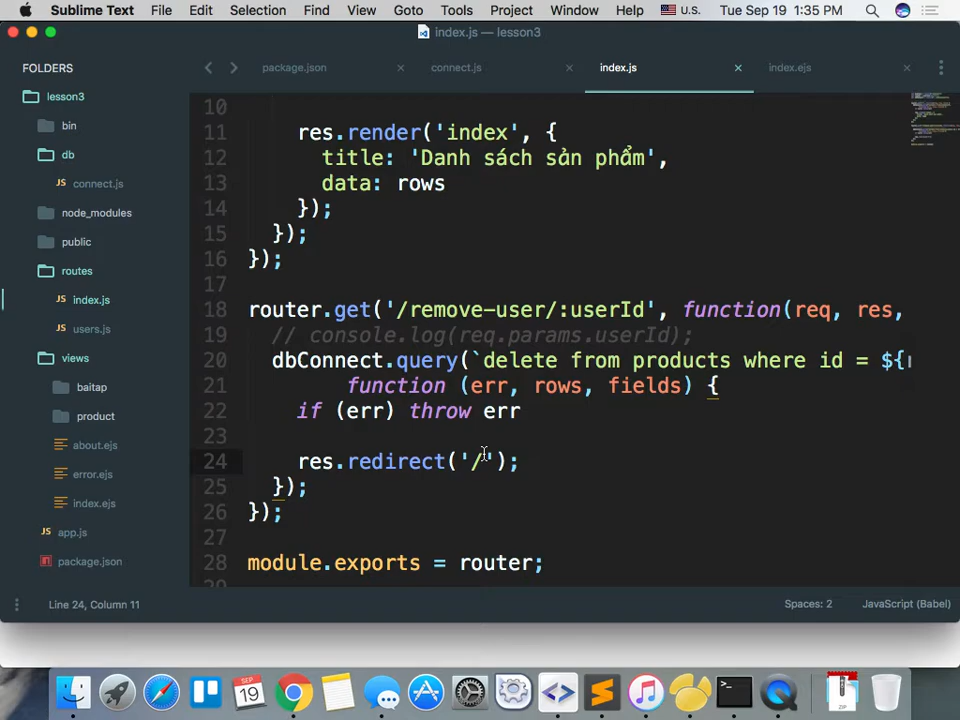 Sublime Text File Edit Selection Find View Goto Tools Project Window Help U.S. Tue Sep 19 1:35 PM
index.js — lesson3
FOLDERS
package.json
connect.js
index.js
index.ejs
lesson3
bin
db
connect.js
node_modules
public
routes
index.js
users.js
views
baitap
product
about.ejs
error.ejs
index.ejs
app.js
package.json
10
11 res.render('index', {
12 title: 'Danh sách sản phẩm',
13 data: rows
14 });
15 });
16 });
17
18 router.get('/remove-user/:userId', function(req, res,
19 // console.log(req.params.userId);
20 dbConnect.query(`delete from products where id = ${
21 function (err, rows, fields) {
22 if (err) throw err
23
24 res.redirect('/');
25 });
26 });
27
28 module.exports = router;
Line 24, Column 11
Spaces: 2
JavaScript (Babel)
SEP
19
ZIP